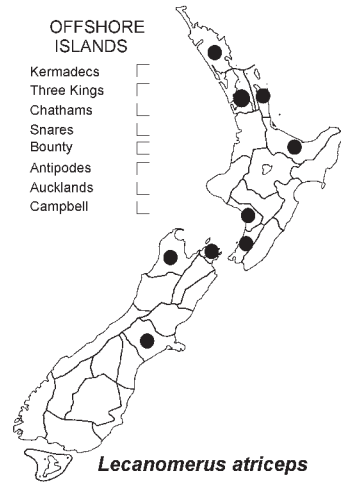 OFFSHORE
ISLANDS
Kermadecs
Three Kings
Chathams
Snares
Bounty
Antipodes
Aucklands
Campbell
Lecanomerus atriceps